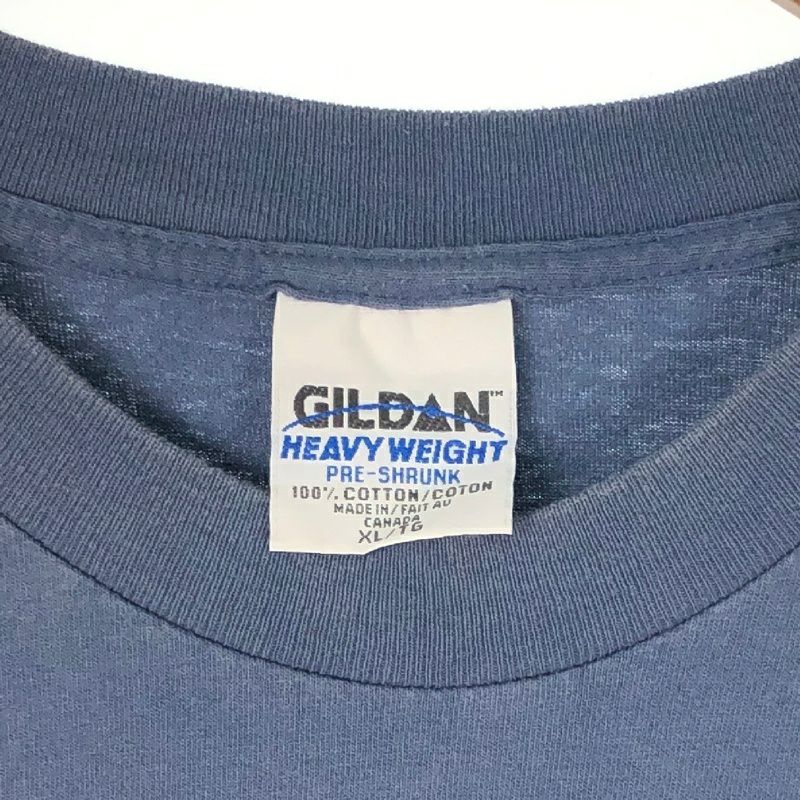 GILDAN™
HEAVY WEIGHT
PRE-SHRUNK
100% COTTON/COTON
MADE IN/FAIT AU
CANADA
XL/TG